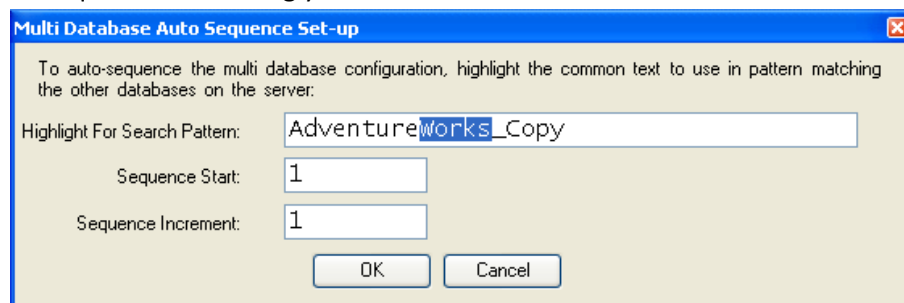 Multi Database Auto Sequence Set-up
To auto-sequence the multi database configuration, highlight the common text to use in pattern matching
the other databases on the server:
Highlight For Search Pattern: AdventureWorks_Copy
Sequence Start: 1
Sequence Increment: 1
OK Cancel